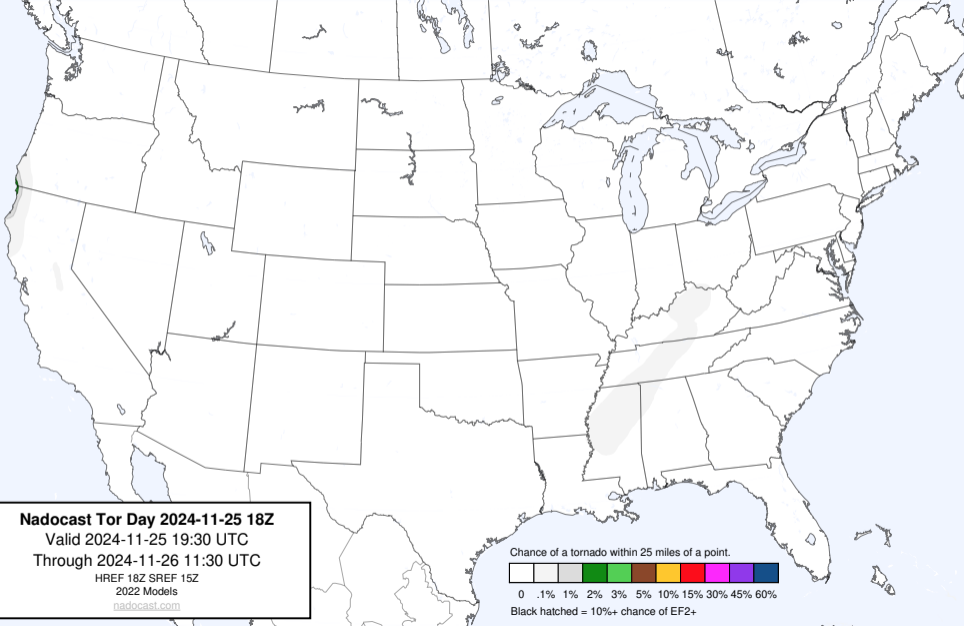 Nadocast Tor Day 2024-11-25 18Z
Valid 2024-11-25 19:30 UTC
Through 2024-11-26 11:30 UTC
HREF 18Z SREF 15Z
2022 Models
nadocast.com
Chance of a tornado within 25 miles of a point.
0 .1% 1% 2% 3% 5% 10% 15% 30% 45% 60%
Black hatched = 10%+ chance of EF2+